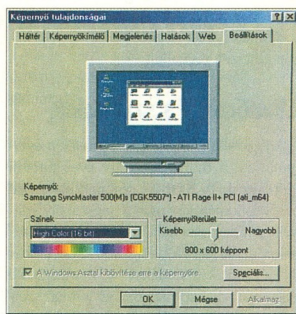 Képernyő tulajdonságai
Háttér Képernyőkímélő Megjelenés Hatások Web Beállítások
Képernyő:
Samsung SyncMaster 500(M)s (CGK5507*) - ATI Rage II+ PCI (ati_m64)
Színek Képernyőterület
High Color (16 bit) Kisebb Nagyobb
800 x 600 képpont
A Windows Asztal kibővítése erre a képernyőre. Speciális...
OK Mégse Alkalmaz